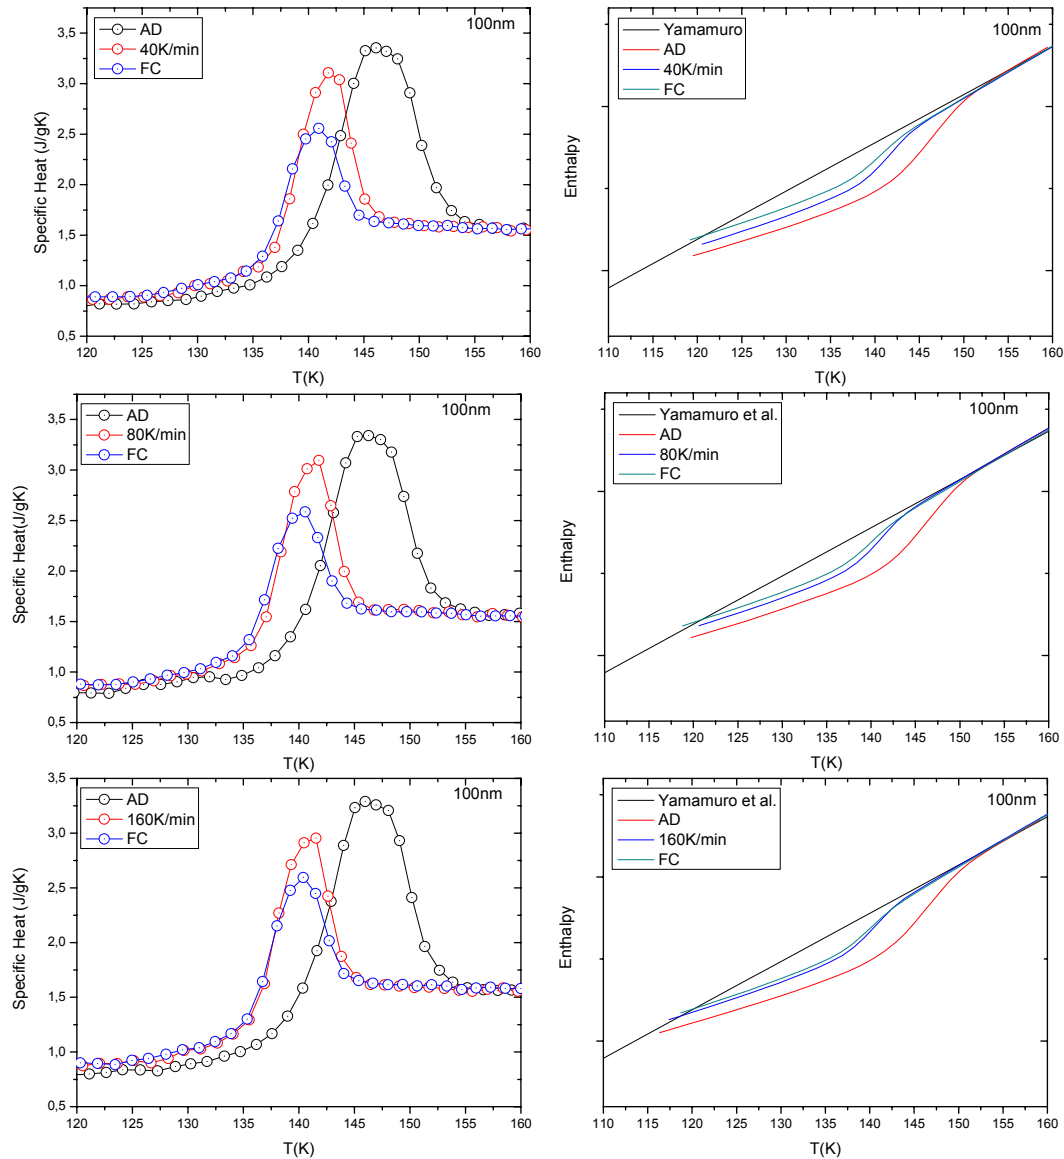 100nm
AD
40K/min
FC
3,5
3,0
2,5
2,0
1,5
1,0
0,5
Specific Heat (J/gK)
120 125 130 135 140 145 150 155 160
T(K)
100nm
Yamamuro
AD
40K/min
FC
Enthalpy
110 115 120 125 130 135 140 145 150 155 160
T(K)
100nm
AD
80K/min
FC
3,5
3,0
2,5
2,0
1,5
1,0
0,5
Specific Heat(J/gK)
120 125 130 135 140 145 150 155 160
T(K)
100nm
Yamamuro et al.
AD
80K/min
FC
Enthalpy
110 115 120 125 130 135 140 145 150 155 160
T(K)
100nm
AD
160K/min
FC
3,5
3,0
2,5
2,0
1,5
1,0
0,5
Specific Heat (J/gK)
120 125 130 135 140 145 150 155 160
T(K)
100nm
Yamamuro et al.
AD
160K/min
FC
Enthalpy
110 115 120 125 130 135 140 145 150 155 160
T(K)